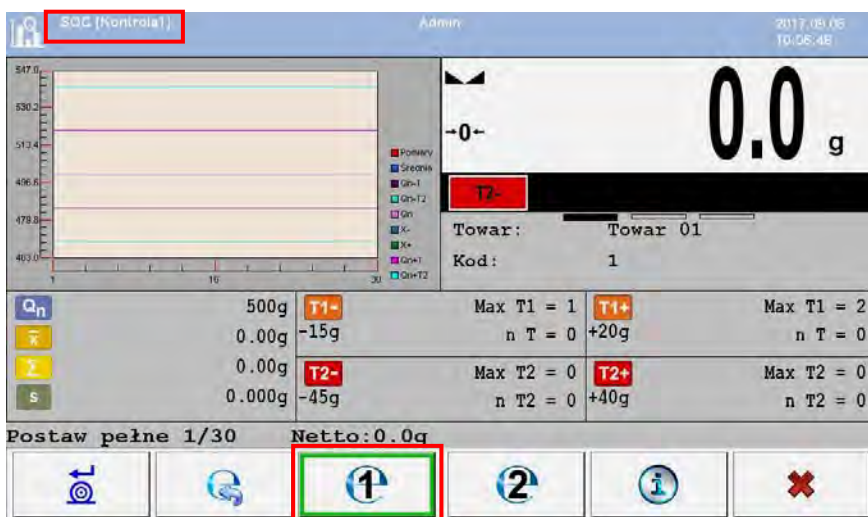 SQC [Kontrola1]
Admin
2017.09.06
10:06:48
547.0
530.2
513.4
496.6
479.8
463.0
1
10
30
Pomiary
Średnia
Qn-T1
Qn-T2
Qn
X-
X+
Qn+T1
Qn+T2
→0←
0.0 g
T2-
Towar: Towar 01
Kod: 1
Qn 500g
x 0.00g
Σ 0.00g
s 0.000g
T1- Max T1 = 1
-15g n T = 0
T1+ Max T1 = 2
+20g n T = 0
T2- Max T2 = 0
-45g n T2 = 0
T2+ Max T2 = 0
+40g n T2 = 0
Postaw pełne 1/30 Netto:0.0g
1
2
i